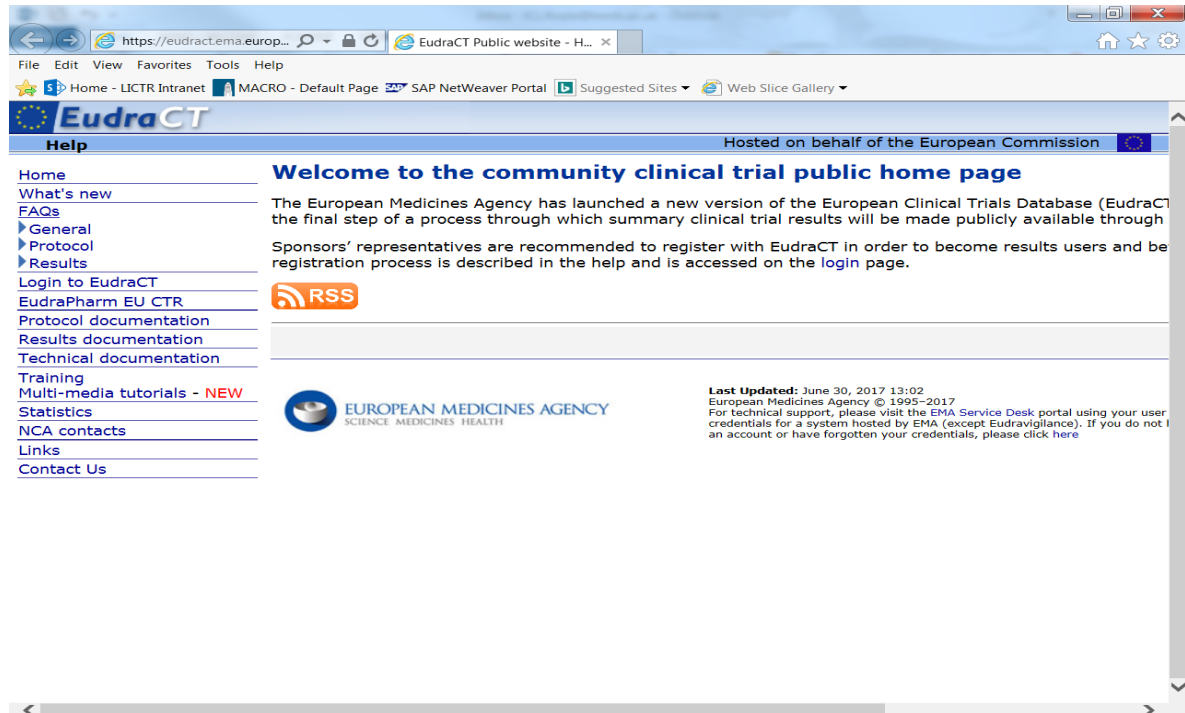 https://eudract.ema.europ...
EudraCT Public website - H...
File Edit View Favorites Tools Help
Home - LICTR Intranet MACRO - Default Page SAP NetWeaver Portal Suggested Sites Web Slice Gallery
EudraCT
Help
Hosted on behalf of the European Commission
Home
What's new
FAQs
General
Protocol
Results
Login to EudraCT
EudraPharm EU CTR
Protocol documentation
Results documentation
Technical documentation
Training
Multi-media tutorials - NEW
Statistics
NCA contacts
Links
Contact Us
Welcome to the community clinical trial public home page
The European Medicines Agency has launched a new version of the European Clinical Trials Database (EudraCT
the final step of a process through which summary clinical trial results will be made publicly available through
Sponsors' representatives are recommended to register with EudraCT in order to become results users and be
registration process is described in the help and is accessed on the login page.
RSS
EUROPEAN MEDICINES AGENCY
SCIENCE MEDICINES HEALTH
Last Updated: June 30, 2017 13:02
European Medicines Agency © 1995-2017
For technical support, please visit the EMA Service Desk portal using your user
credentials for a system hosted by EMA (except Eudravigilance). If you do not
an account or have forgotten your credentials, please click here